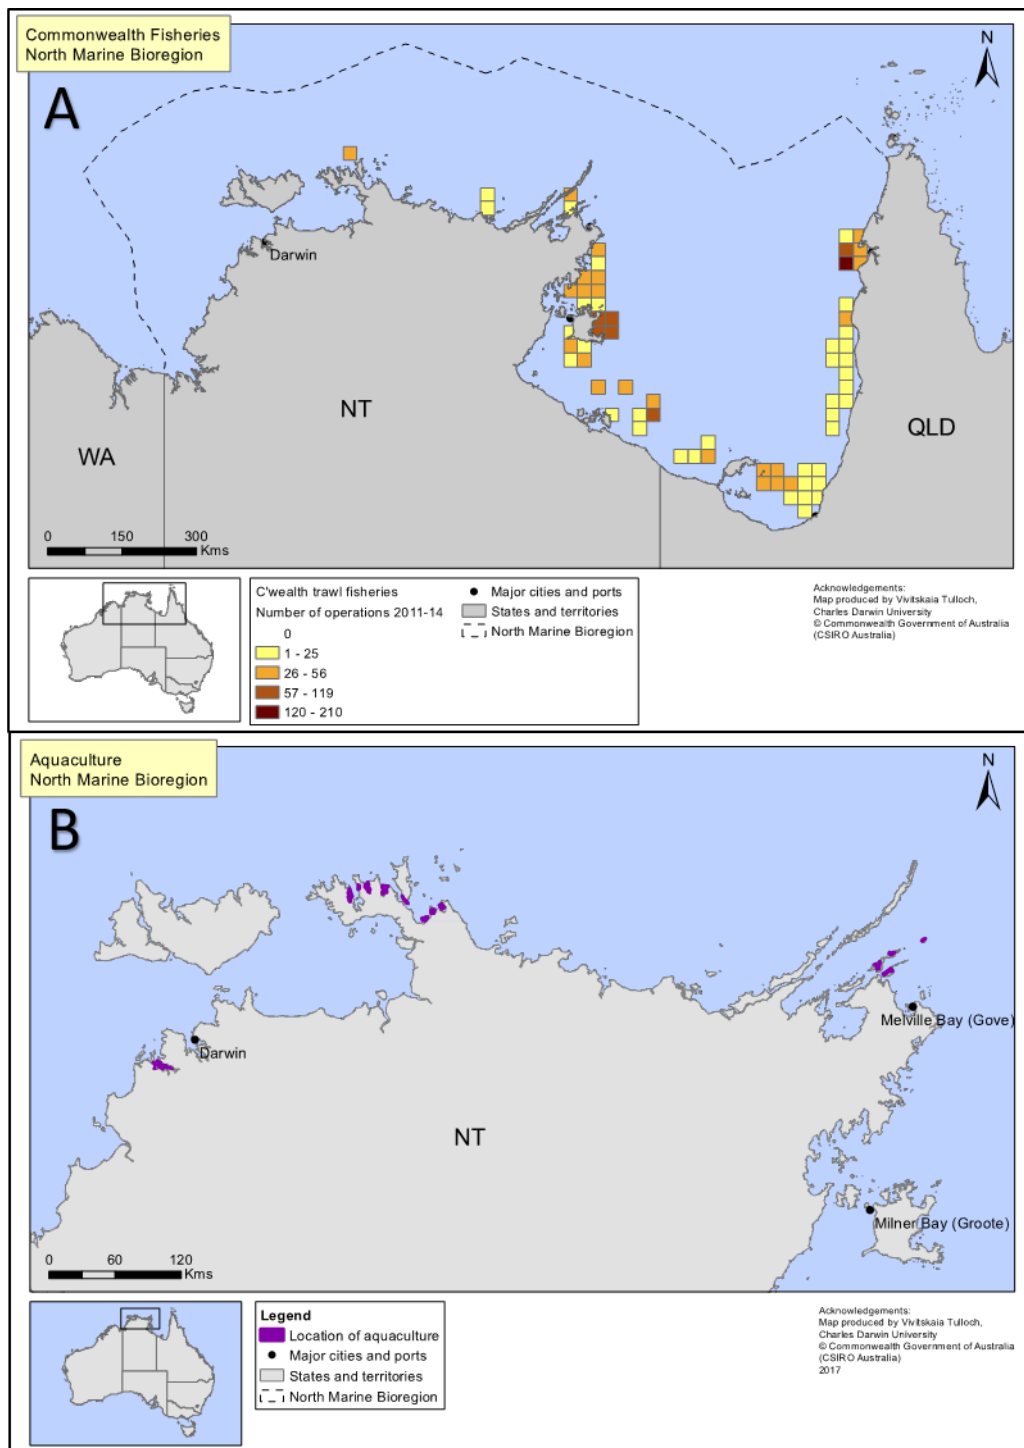 Commonwealth Fisheries
North Marine Bioregion
A
N
Darwin
NT
WA
QLD
0 150 300
Kms
C'wealth trawl fisheries
Number of operations 2011-14
0
1 - 25
26 - 56
57 - 119
120 - 210
Major cities and ports
States and territories
North Marine Bioregion
Acknowledgements:
Map produced by Vivitskaia Tulloch,
Charles Darwin University
© Commonwealth Government of Australia
(CSIRO Australia)
Aquaculture
North Marine Bioregion
B
N
Melville Bay (Gove)
Darwin
NT
Milner Bay (Groote)
0 60 120
Kms
Legend
Location of aquaculture
Major cities and ports
States and territories
North Marine Bioregion
Acknowledgements:
Map produced by Vivitskaia Tulloch,
Charles Darwin University
© Commonwealth Government of Australia
(CSIRO Australia)
2017